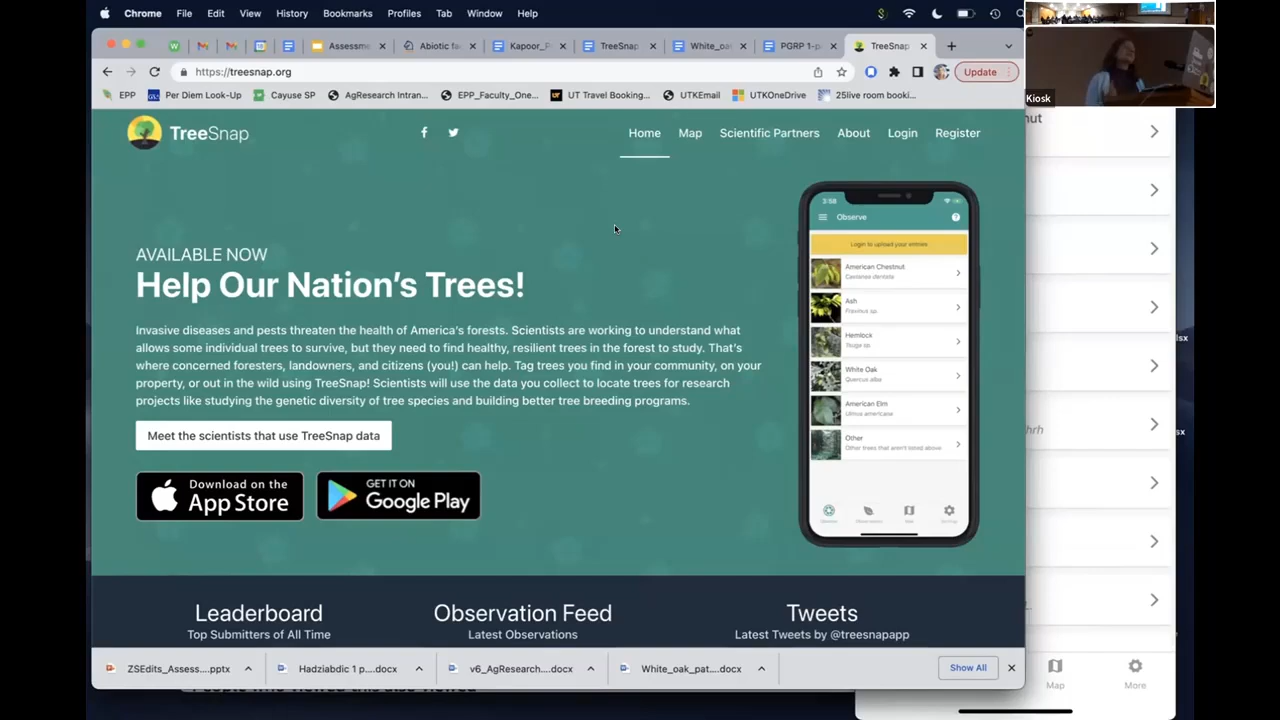 Chrome File Edit View History Bookmarks Profiles Tab Window Help
Assessme
Abiotic fa
Kapoor_P
TreeSnap
White_oa
PGRP 1-p
TreeSnap
https://treesnap.org
Update
EPP
Per Diem Look-Up
Cayuse SP
AgResearch Intran...
EPP_Faculty_One...
UT Travel Booking...
UTKEmail
UTKOneDrive
25live room booki...
Kiosk
nut
TreeSnap
Home Map Scientific Partners About Login Register
AVAILABLE NOW
Help Our Nation's Trees!
Invasive diseases and pests threaten the health of America's forests. Scientists are working to understand what
allows some individual trees to survive, but they need to find healthy, resilient trees in the forest to study. That's
where concerned foresters, landowners, and citizens (you!) can help. Tag trees you find in your community, on your
property, or out in the wild using TreeSnap! Scientists will use the data you collect to locate trees for research
projects like studying the genetic diversity of tree species and building better tree breeding programs.
Meet the scientists that use TreeSnap data
Download on the
App Store
GET IT ON
Google Play
3:58
Observe
Login to upload your entries
American Chestnut
Castanea dentata
Ash
Fraxinus sp.
Hemlock
Tsuga sp.
White Oak
Quercus alba
American Elm
Ulmus americana
Other
Other trees that aren't listed above
lsx
sx
hrh
Leaderboard
Top Submitters of All Time
Observation Feed
Latest Observations
Tweets
Latest Tweets by @treesnapapp
ZSEdits_Assess....pptx
Hadziabdic 1 p....docx
v6_AgResearch....docx
White_oak_pat....docx
Show All
Map
More